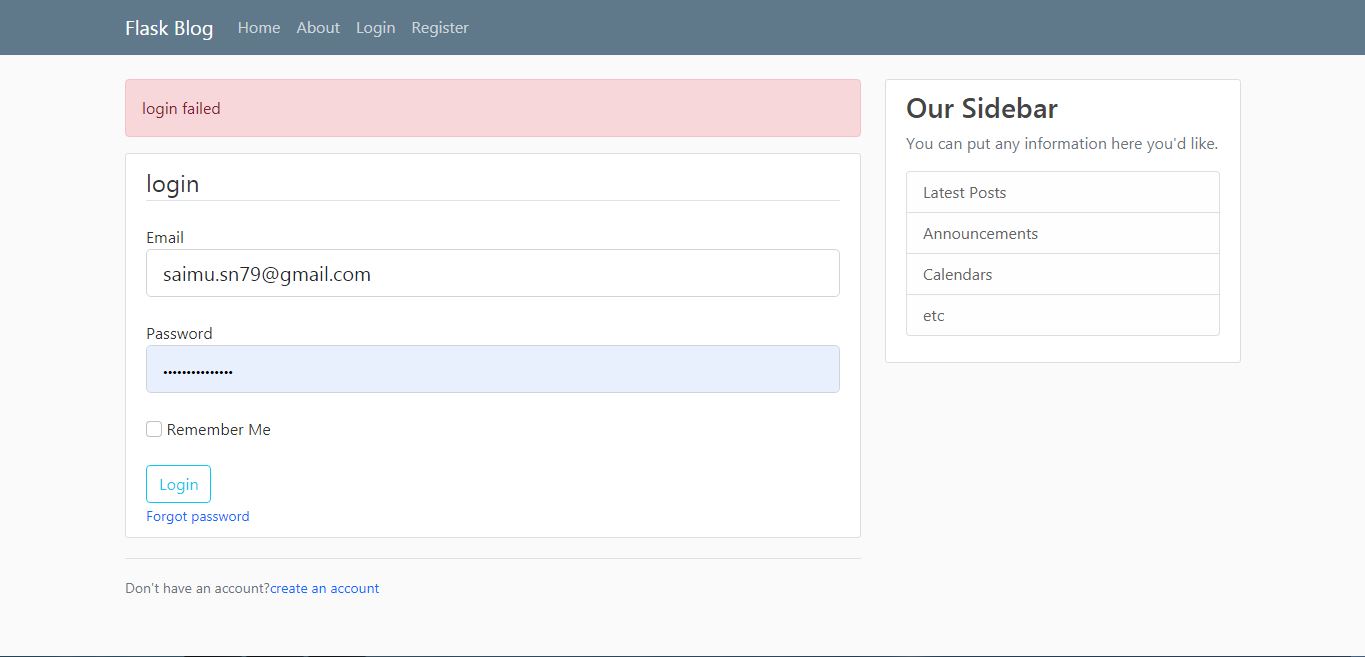 Flask Blog Home About Login Register
login failed
login
Email
saimu.sn79@gmail.com
Password
••••••••••••••
Remember Me
Login
Forgot password
Don't have an account?create an account
Our Sidebar
You can put any information here you'd like.
Latest Posts
Announcements
Calendars
etc